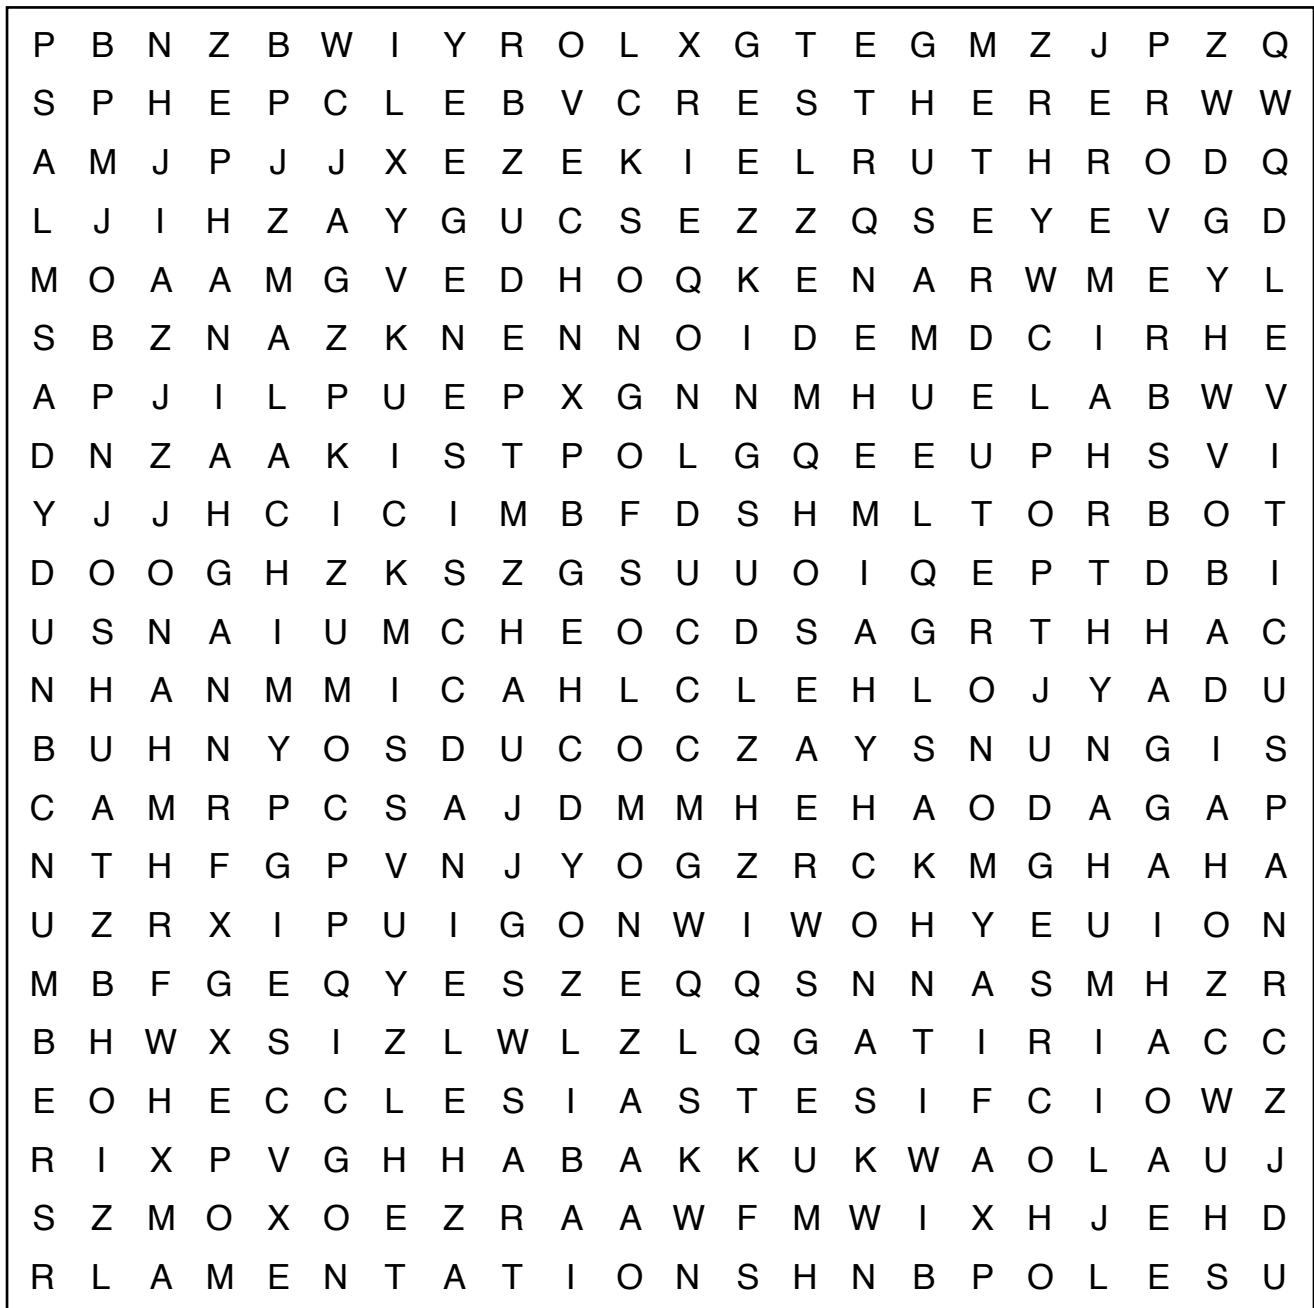 P B N Z B W I Y R O L X G T E G M Z J P Z Q
S P H E P C L E B V C R E S T H E R E R W W
A M J P J J X E Z E K I E L R U T H R O D Q
L J I H Z A Y G U C S E Z Z Q S E Y E V G D
M O A A M G V E D H O Q K E N A R W M E Y L
S B Z N A Z K N E N N O I D E M D C I R H E
A P J I L P U E P X G N N M H U E L A B W V
D N Z A A K I S T P O L G Q E E U P H S V I
Y J J H C I C I M B F D S H M L T O R B O T
D O O G H Z K S Z G S U U O I Q E P T D B I
U S N A I U M C H E O C D S A G R T H H A C
N H A N M M I C A H L C L E H L O J Y A D U
B U H N Y O S D U C O C Z A Y S N U N G I S
C A M R P C S A J D M M H E H A O D A G A P
N T H F G P V N J Y O G Z R C K M G H A H A
U Z R X I P U I G O N W I W O H Y E U I O N
M B F G E Q Y E S Z E Q Q S N N A S M H Z R
B H W X S I Z L W L Z L Q G A T I R I A C C
E O H E C C L E S I A S T E S I F C I O W Z
R I X P V G H H A B A K K U K W A O L A U J
S Z M O X O E Z R A A W F M W I X H J E H D
R L A M E N T A T I O N S H N B P O L E S U